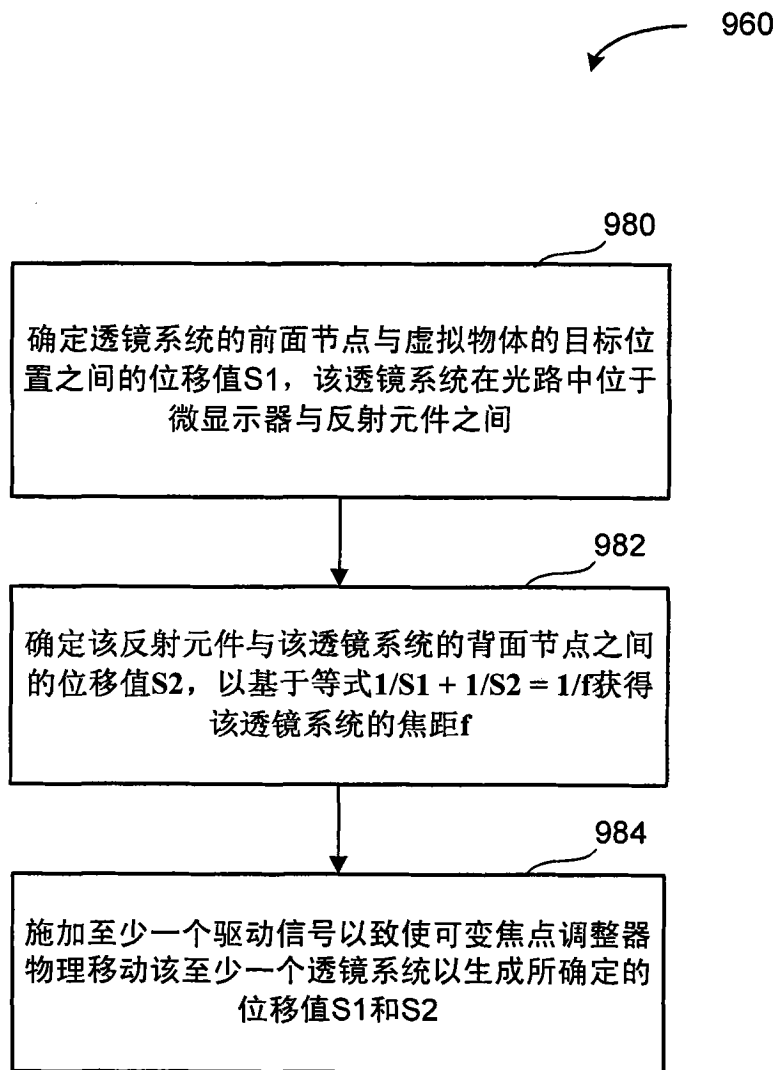 960
980
确定透镜系统的前面节点与虚拟物体的目标位
置之间的位移值S1，该透镜系统在光路中位于
微显示器与反射元件之间
982
确定该反射元件与该透镜系统的背面节点之间
的位移值S2，以基于等式1/S1 + 1/S2 = 1/f获得
该透镜系统的焦距f
984
施加至少一个驱动信号以致使可变焦点调整器
物理移动该至少一个透镜系统以生成所确定的
位移值S1和S2